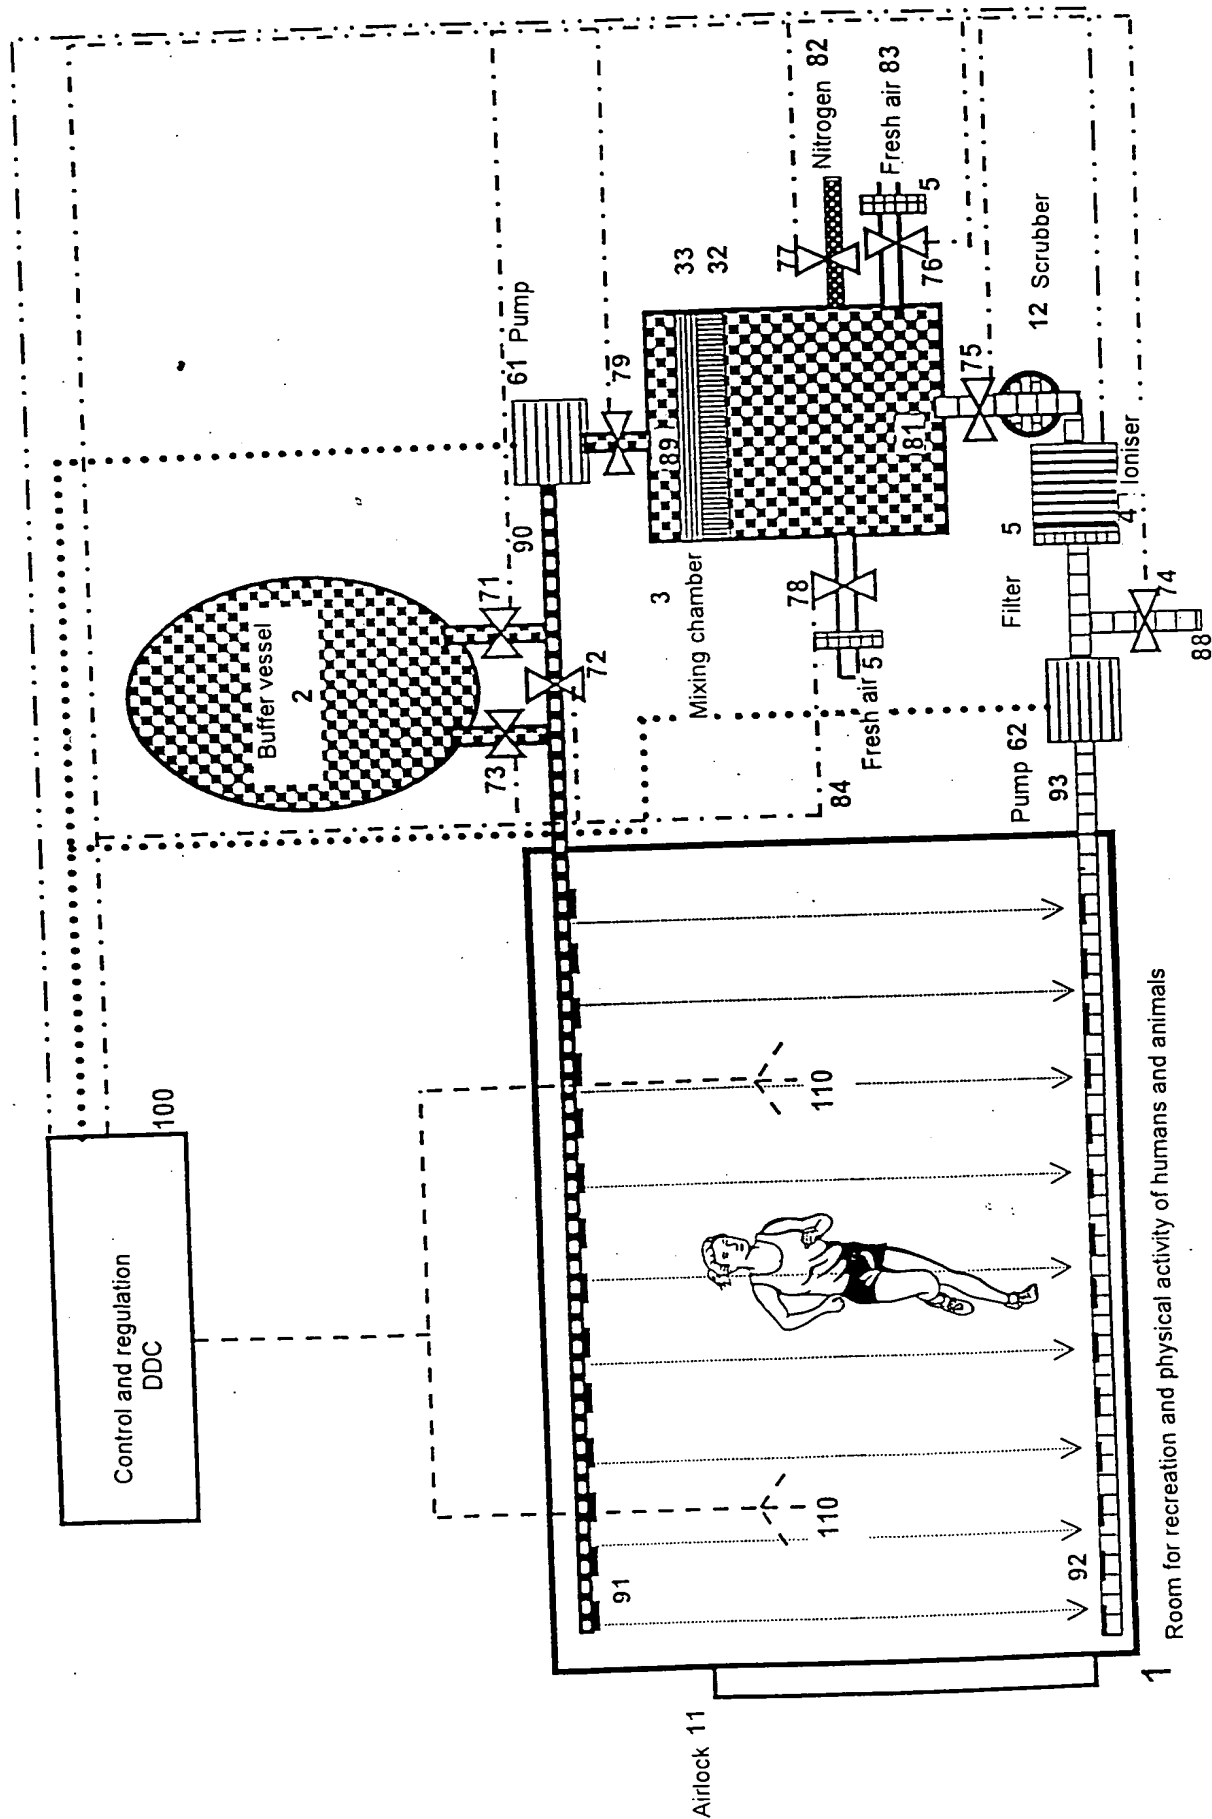 Control and regulation
DDC
100
Buffer vessel
2
71
73
72
90
61 Pump
79
89
33
32
3
Mixing chamber
77
Nitrogen 82
Fresh air 83
5
76
78
Fresh air 5
84
81
75
12 Scrubber
Ioniser
4
5
Filter
74
88
Pump 62
93
110
110
91
92
Airlock 11
1
Room for recreation and physical activity of humans and animals